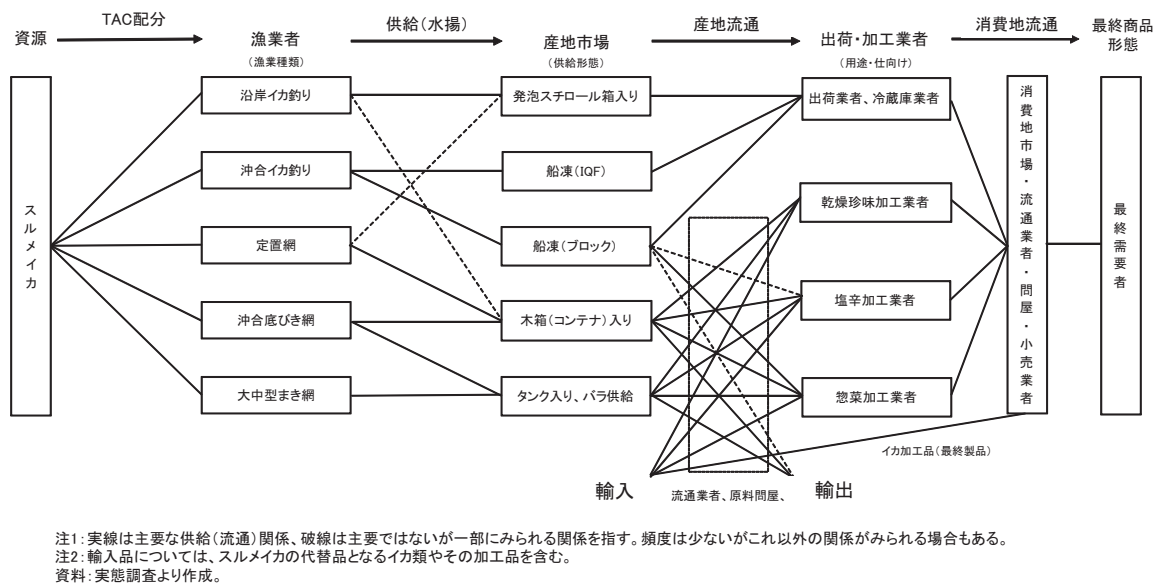 資源
TAC配分
漁業者
(漁業種類)
供給(水揚)
産地市場
(供給形態)
産地流通
出荷・加工業者
(用途・仕向け)
消費地流通
最終商品
形態
スルメイカ
沿岸イカ釣り
沖合イカ釣り
定置網
沖合底びき網
大中型まき網
発泡スチロール箱入り
船凍(IQF)
船凍(ブロック)
木箱(コンテナ)入り
タンク入り、バラ供給
出荷業者、冷蔵庫業者
乾燥珍味加工業者
塩辛加工業者
惣菜加工業者
消費地市場・流通業者・問屋・小売業者
最終需要者
イカ加工品(最終製品)
輸入
流通業者、原料問屋、
輸出
注1:実線は主要な供給(流通)関係、破線は主要ではないが一部にみられる関係を指す。頻度は少ないがこれ以外の関係がみられる場合もある。
注2:輸入品については、スルメイカの代替品となるイカ類やその加工品を含む。
資料:実態調査より作成。